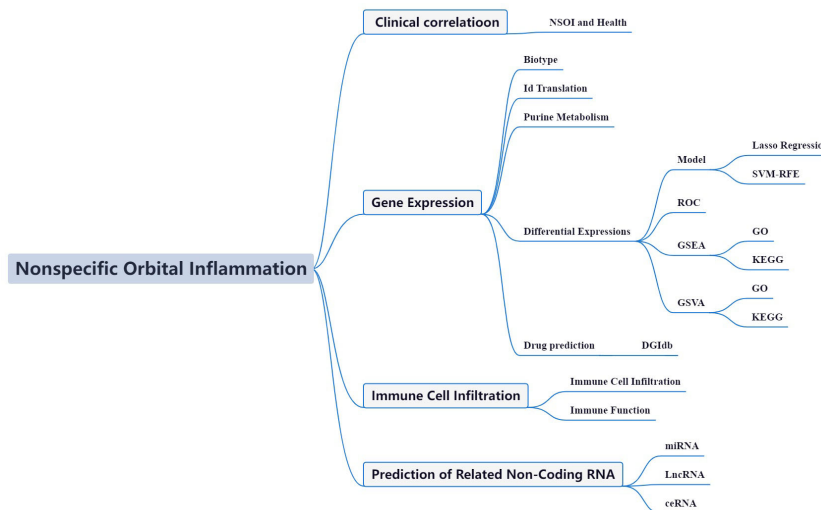 Clinical correlatioon
NSOI and Health
Biotype
Id Translation
Purine Metabolism
Lasso Regressio
Model
SVM-RFE
Gene Expression
ROC
Differential Expressions
GO
GSEA
KEGG
Nonspecific Orbital Inflammation
GO
GSVA
KEGG
Drug prediction
DGIdb
Immune Cell Infiltration
Immune Cell Infiltration
Immune Function
miRNA
Prediction of Related Non-Coding RNA
LncRNA
ceRNA